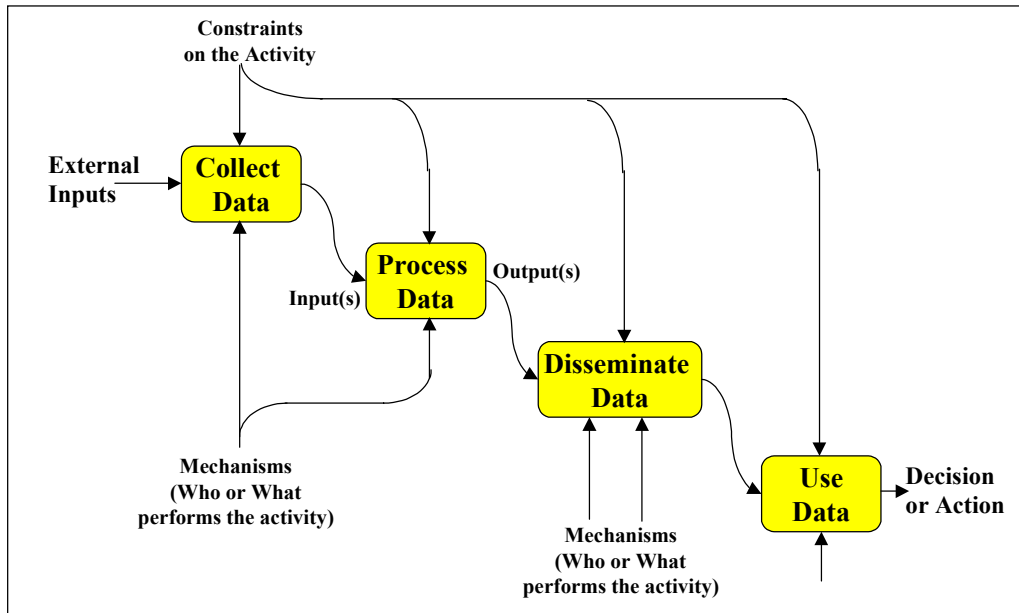 Constraints
on the Activity
External
Inputs
Collect
Data
Process
Data
Input(s)
Output(s)
Disseminate
Data
Mechanisms
(Who or What
performs the activity)
Use
Data
Decision
or Action
Mechanisms
(Who or What
performs the activity)